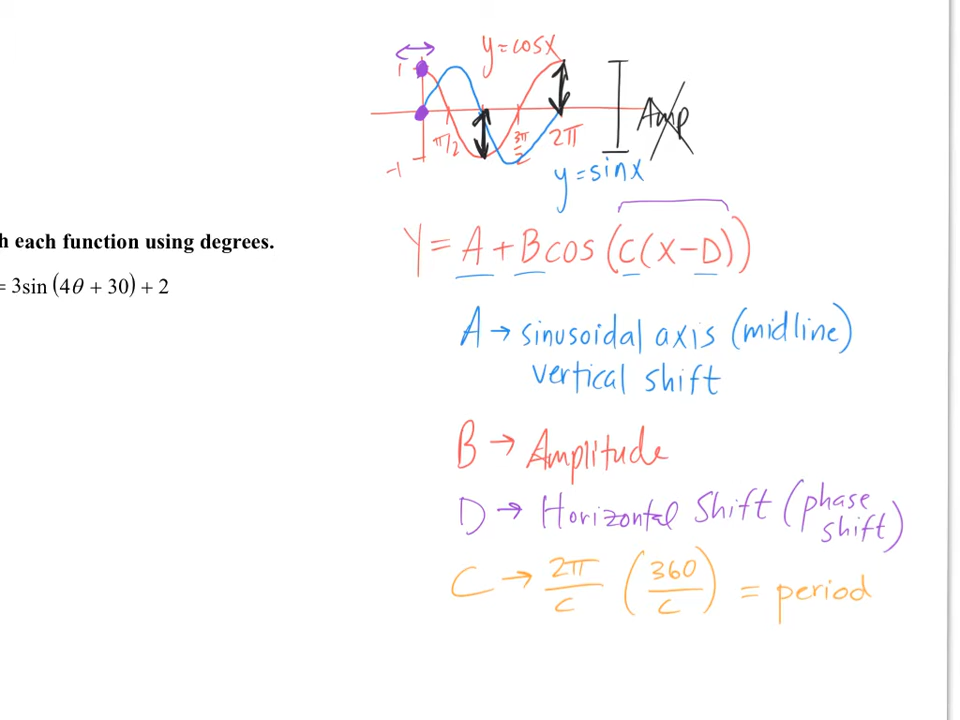 y=cosx
1
Amp
π/2
3π/2
2π
-1
y=sinx
h each function using degrees.
Y = A + B cos (C(X-D))
= 3sin (4θ + 30) + 2
A → sinusoidal axis (midline)
vertical shift
B → Amplitude
D → Horizontal Shift (phase
shift)
C → 2π/C (360/C) = period